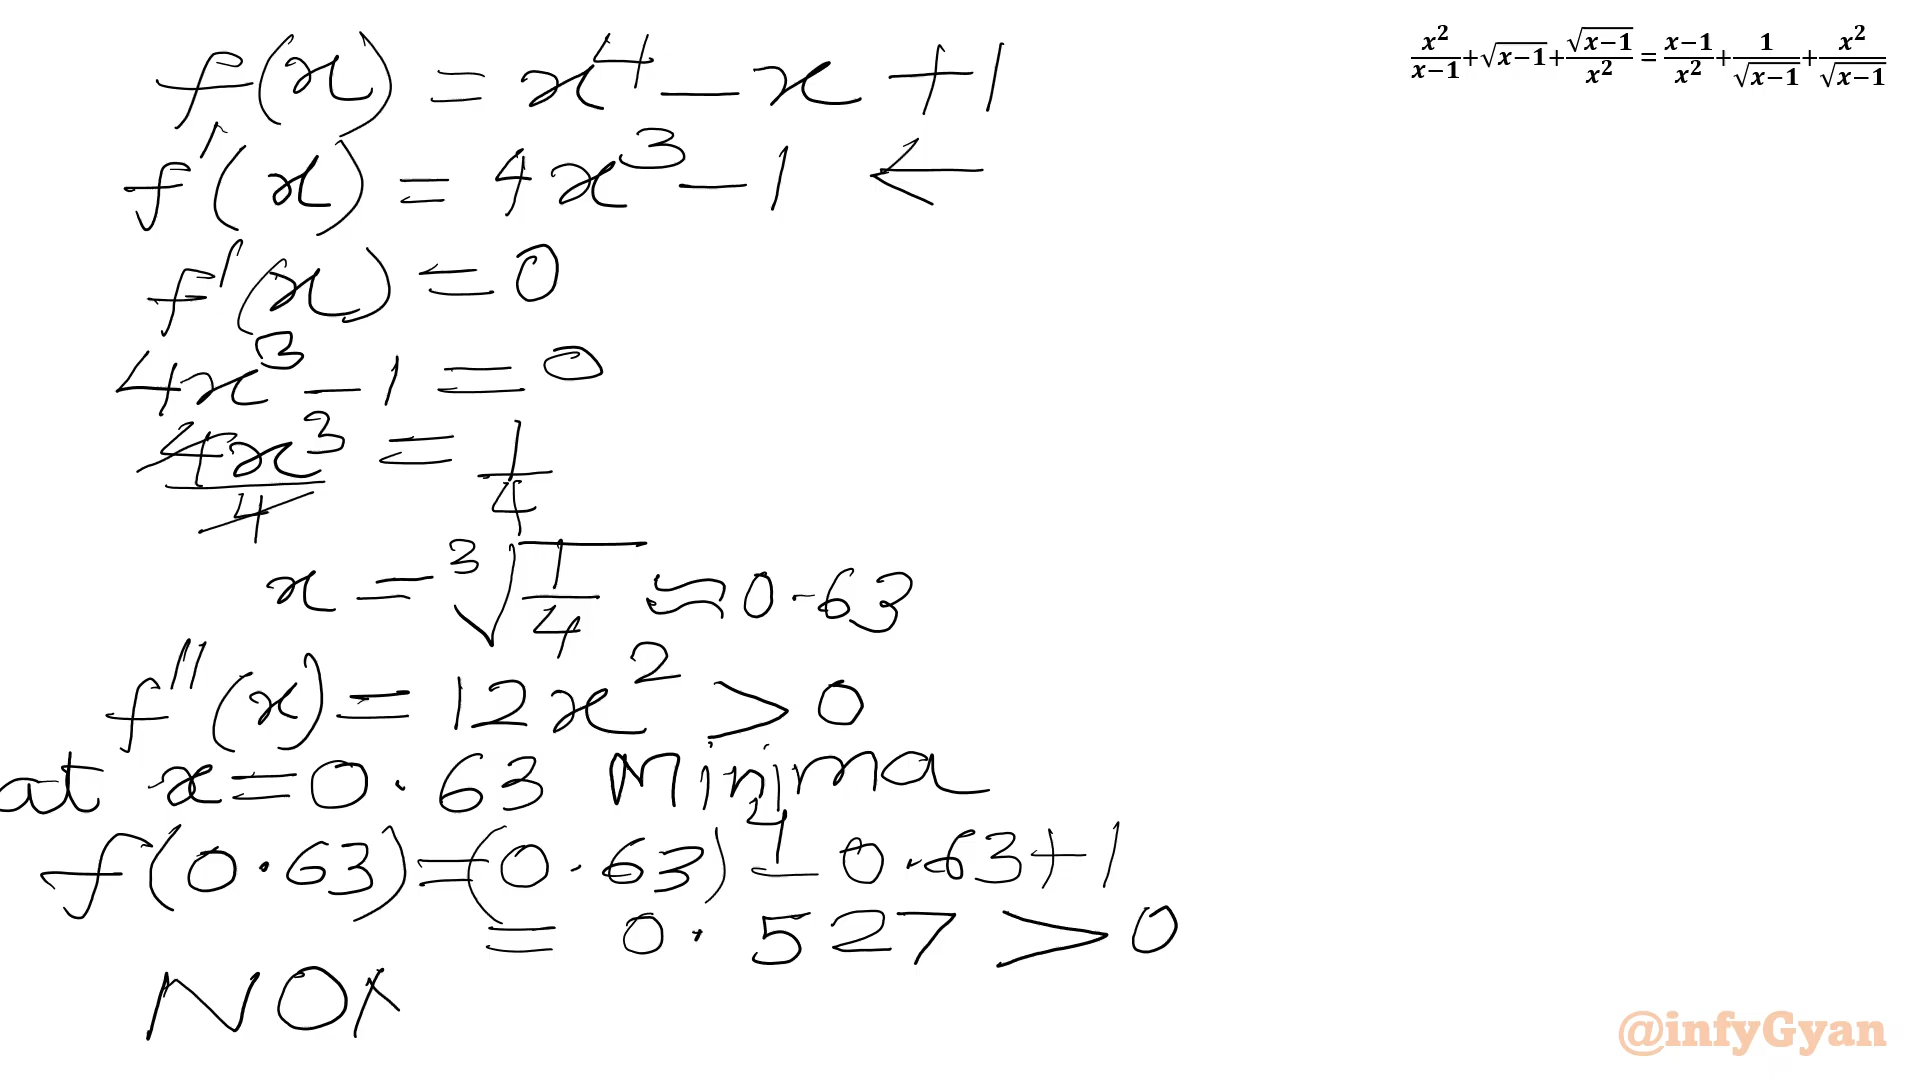 f(x) = x⁴ − x + 1
x²/(x−1) + √(x−1) + √(x−1)/x² = (x−1)/x² + 1/√(x−1) + x²/√(x−1)
f'(x) = 4x³ − 1 ←
f'(x) = 0
4x³ − 1 = 0
4x³/4 = 1/4
x = ³√(1/4) ≈ 0.63
f''(x) = 12x² > 0
at x = 0.63 Minima
f(0.63) = (0.63)⁴ − 0.63 + 1
= 0.527 > 0
@infyGyan